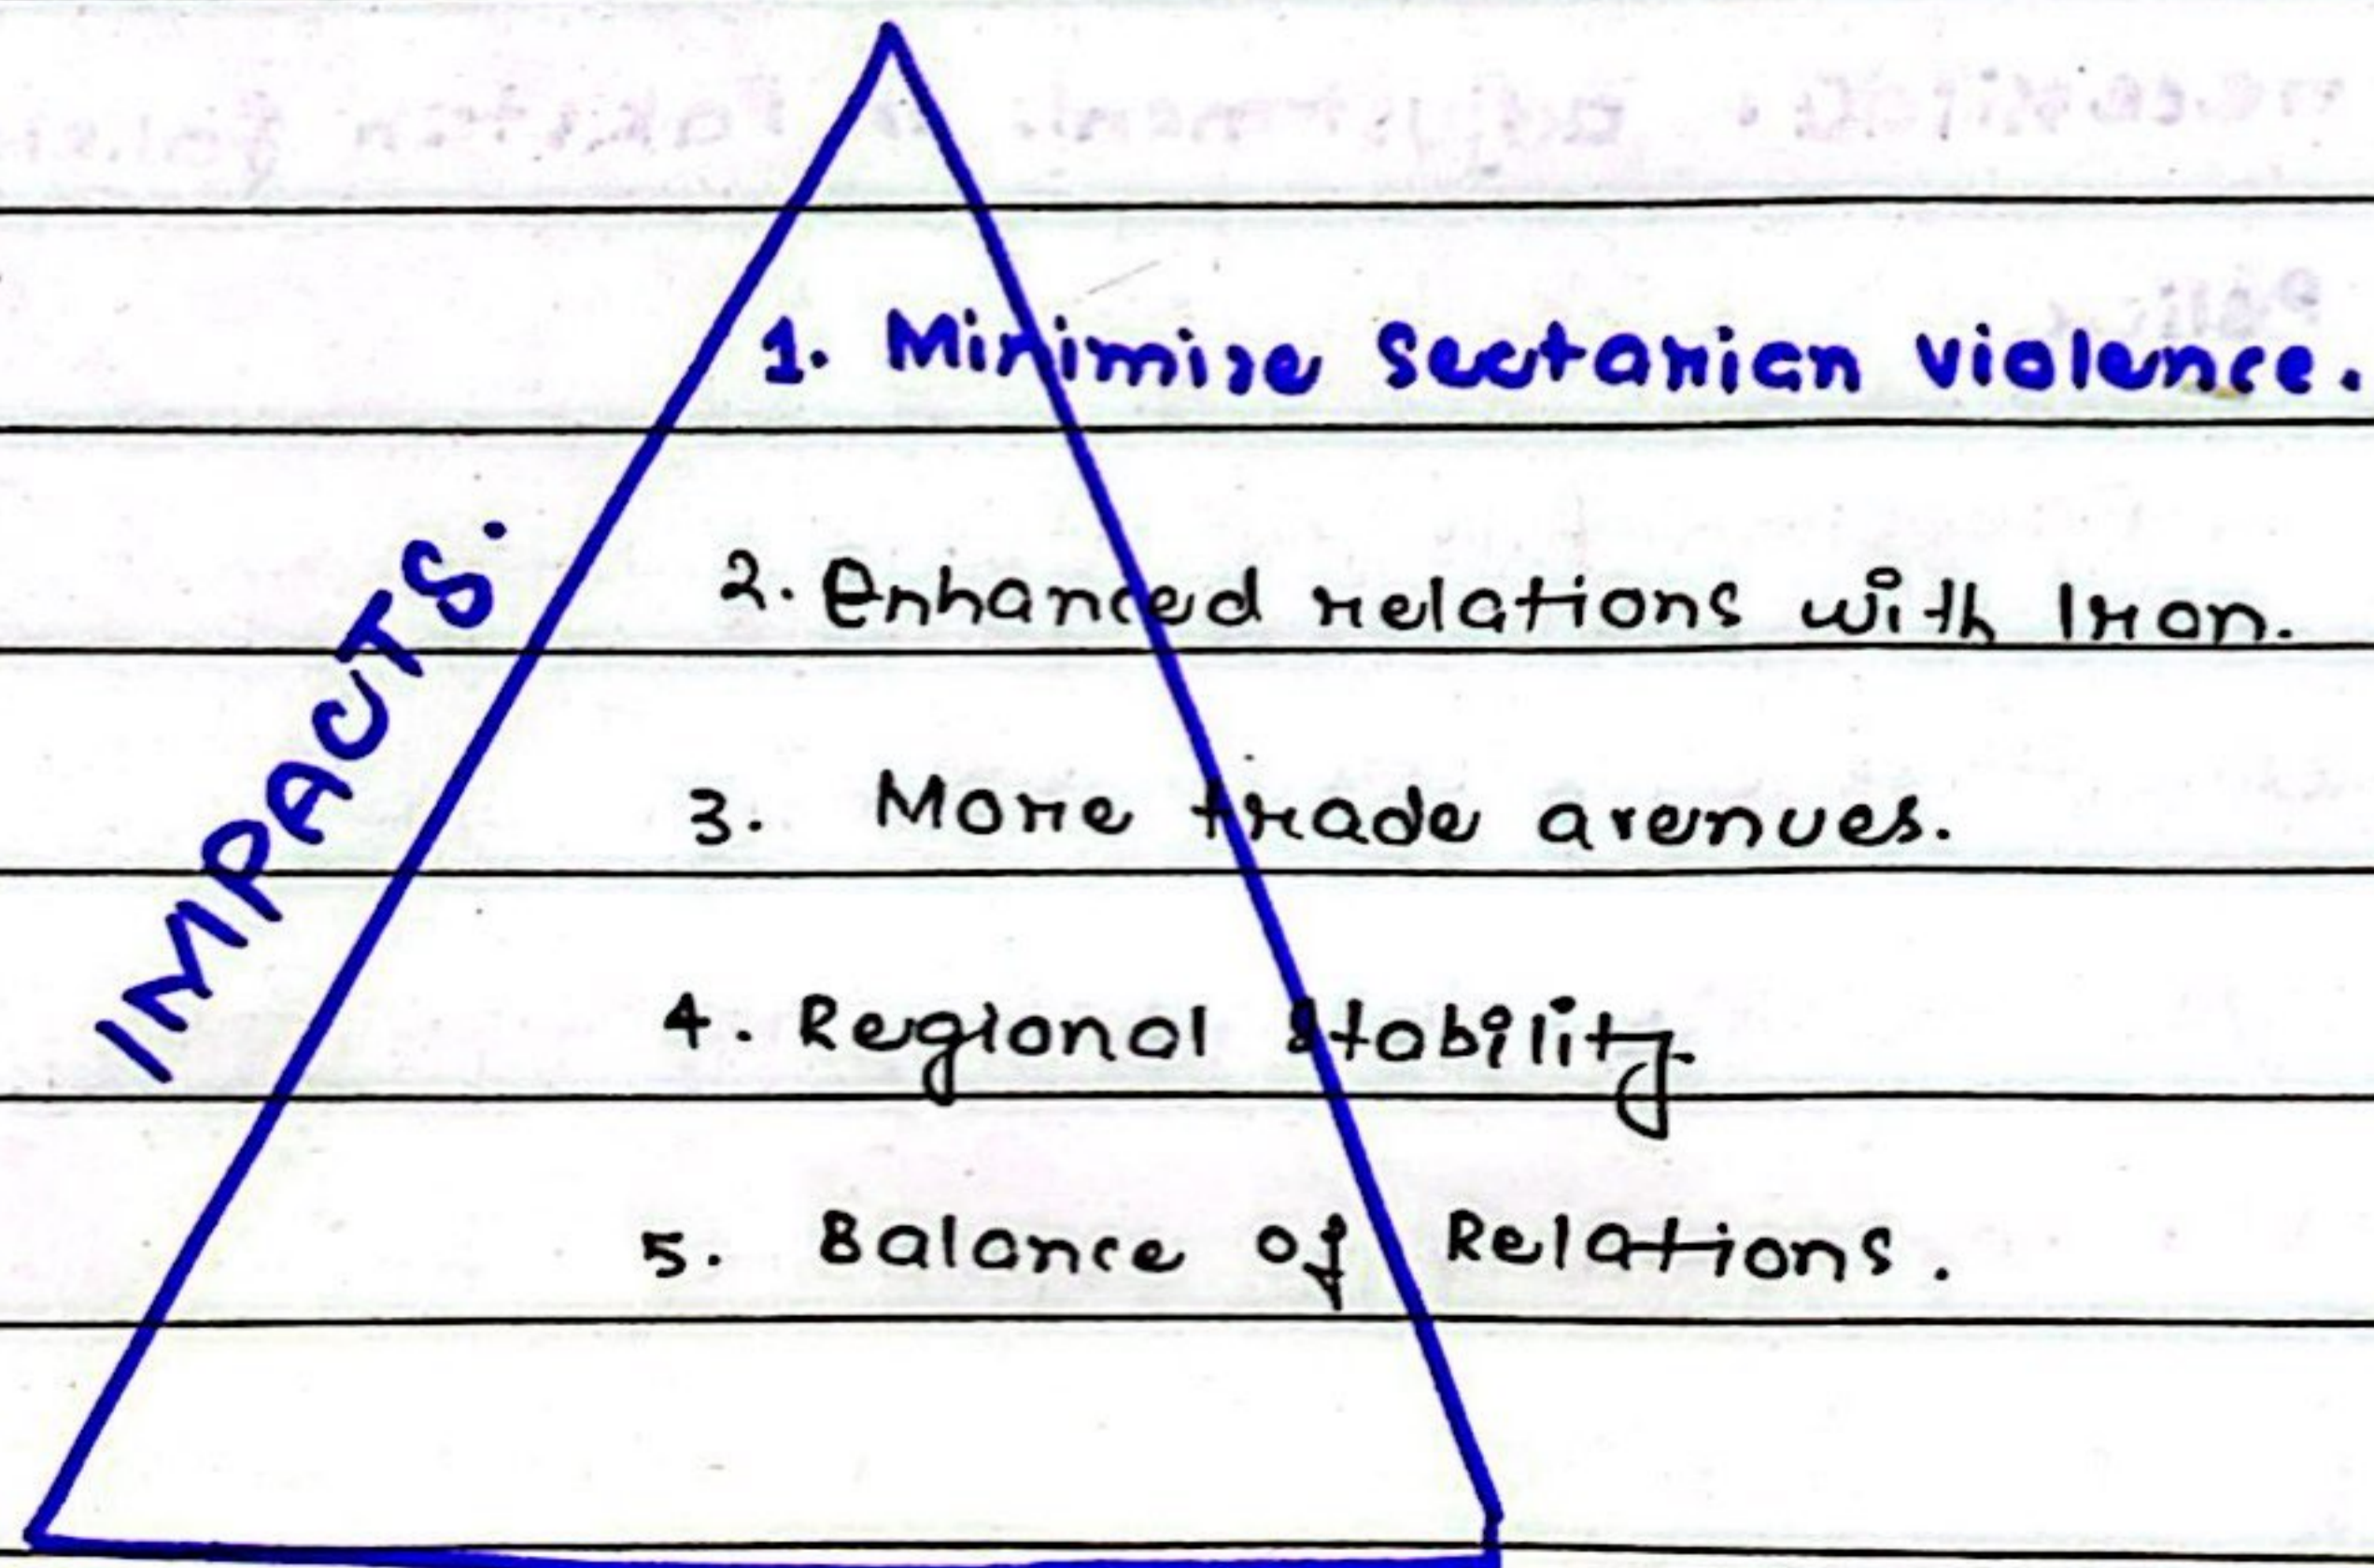 IMPACTS.
1. Minimize Sectarian violence.
2. Enhanced relations with Iran.
3. More trade avenues.
4. Regional Stability.
5. Balance of Relations.